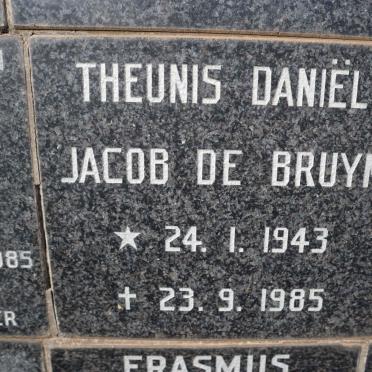 THEUNIS DANIËL
JACOB DE BRUYN
★ 24. 1. 1943
+ 23. 9. 1985
ERASMUS